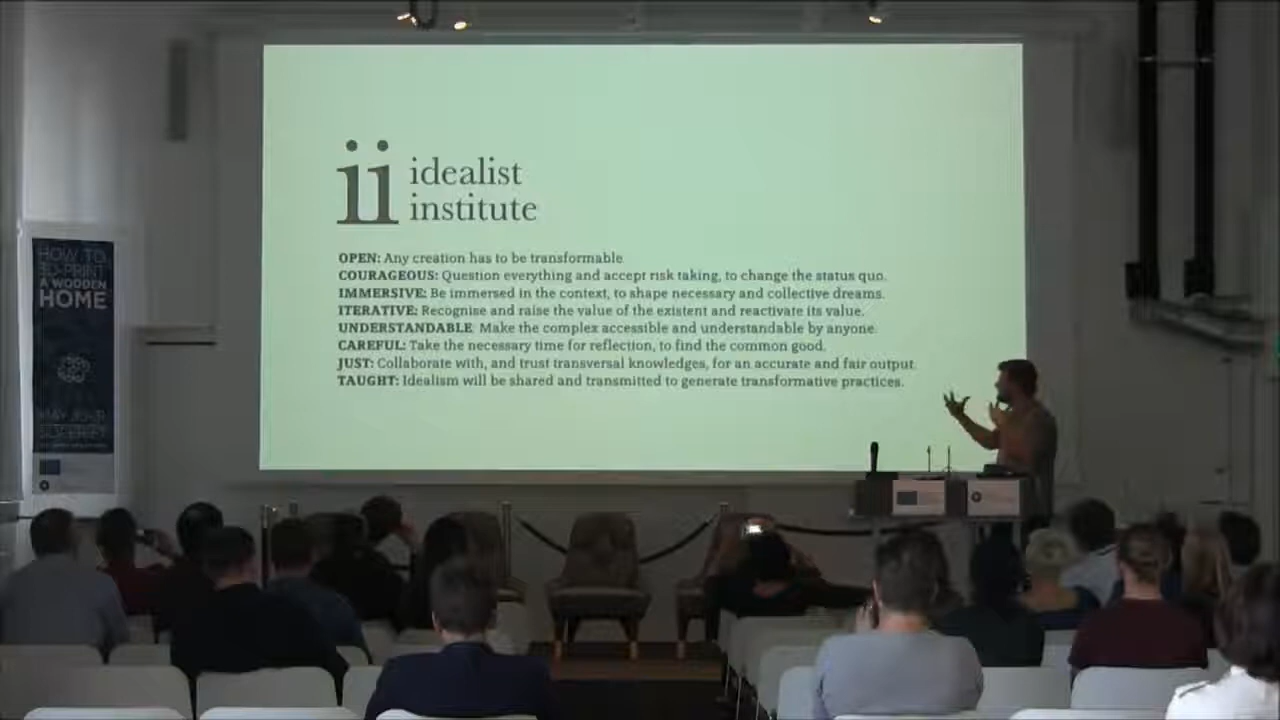 ii idealist
institute
OPEN: Any creation has to be transformable
COURAGEOUS: Question everything and accept risk taking, to change the status quo.
IMMERSIVE: Be immersed in the context, to shape necessary and collective dreams.
ITERATIVE: Recognise and raise the value of the existent and reactivate its value.
UNDERSTANDABLE: Make the complex accessible and understandable by anyone.
CAREFUL: Take the necessary time for reflection, to find the common good.
JUST: Collaborate with, and trust transversal knowledges, for an accurate and fair output.
TAUGHT: Idealism will be shared and transmitted to generate transformative practices.
HOW TO
3D-PRINT
A WOODEN
HOME